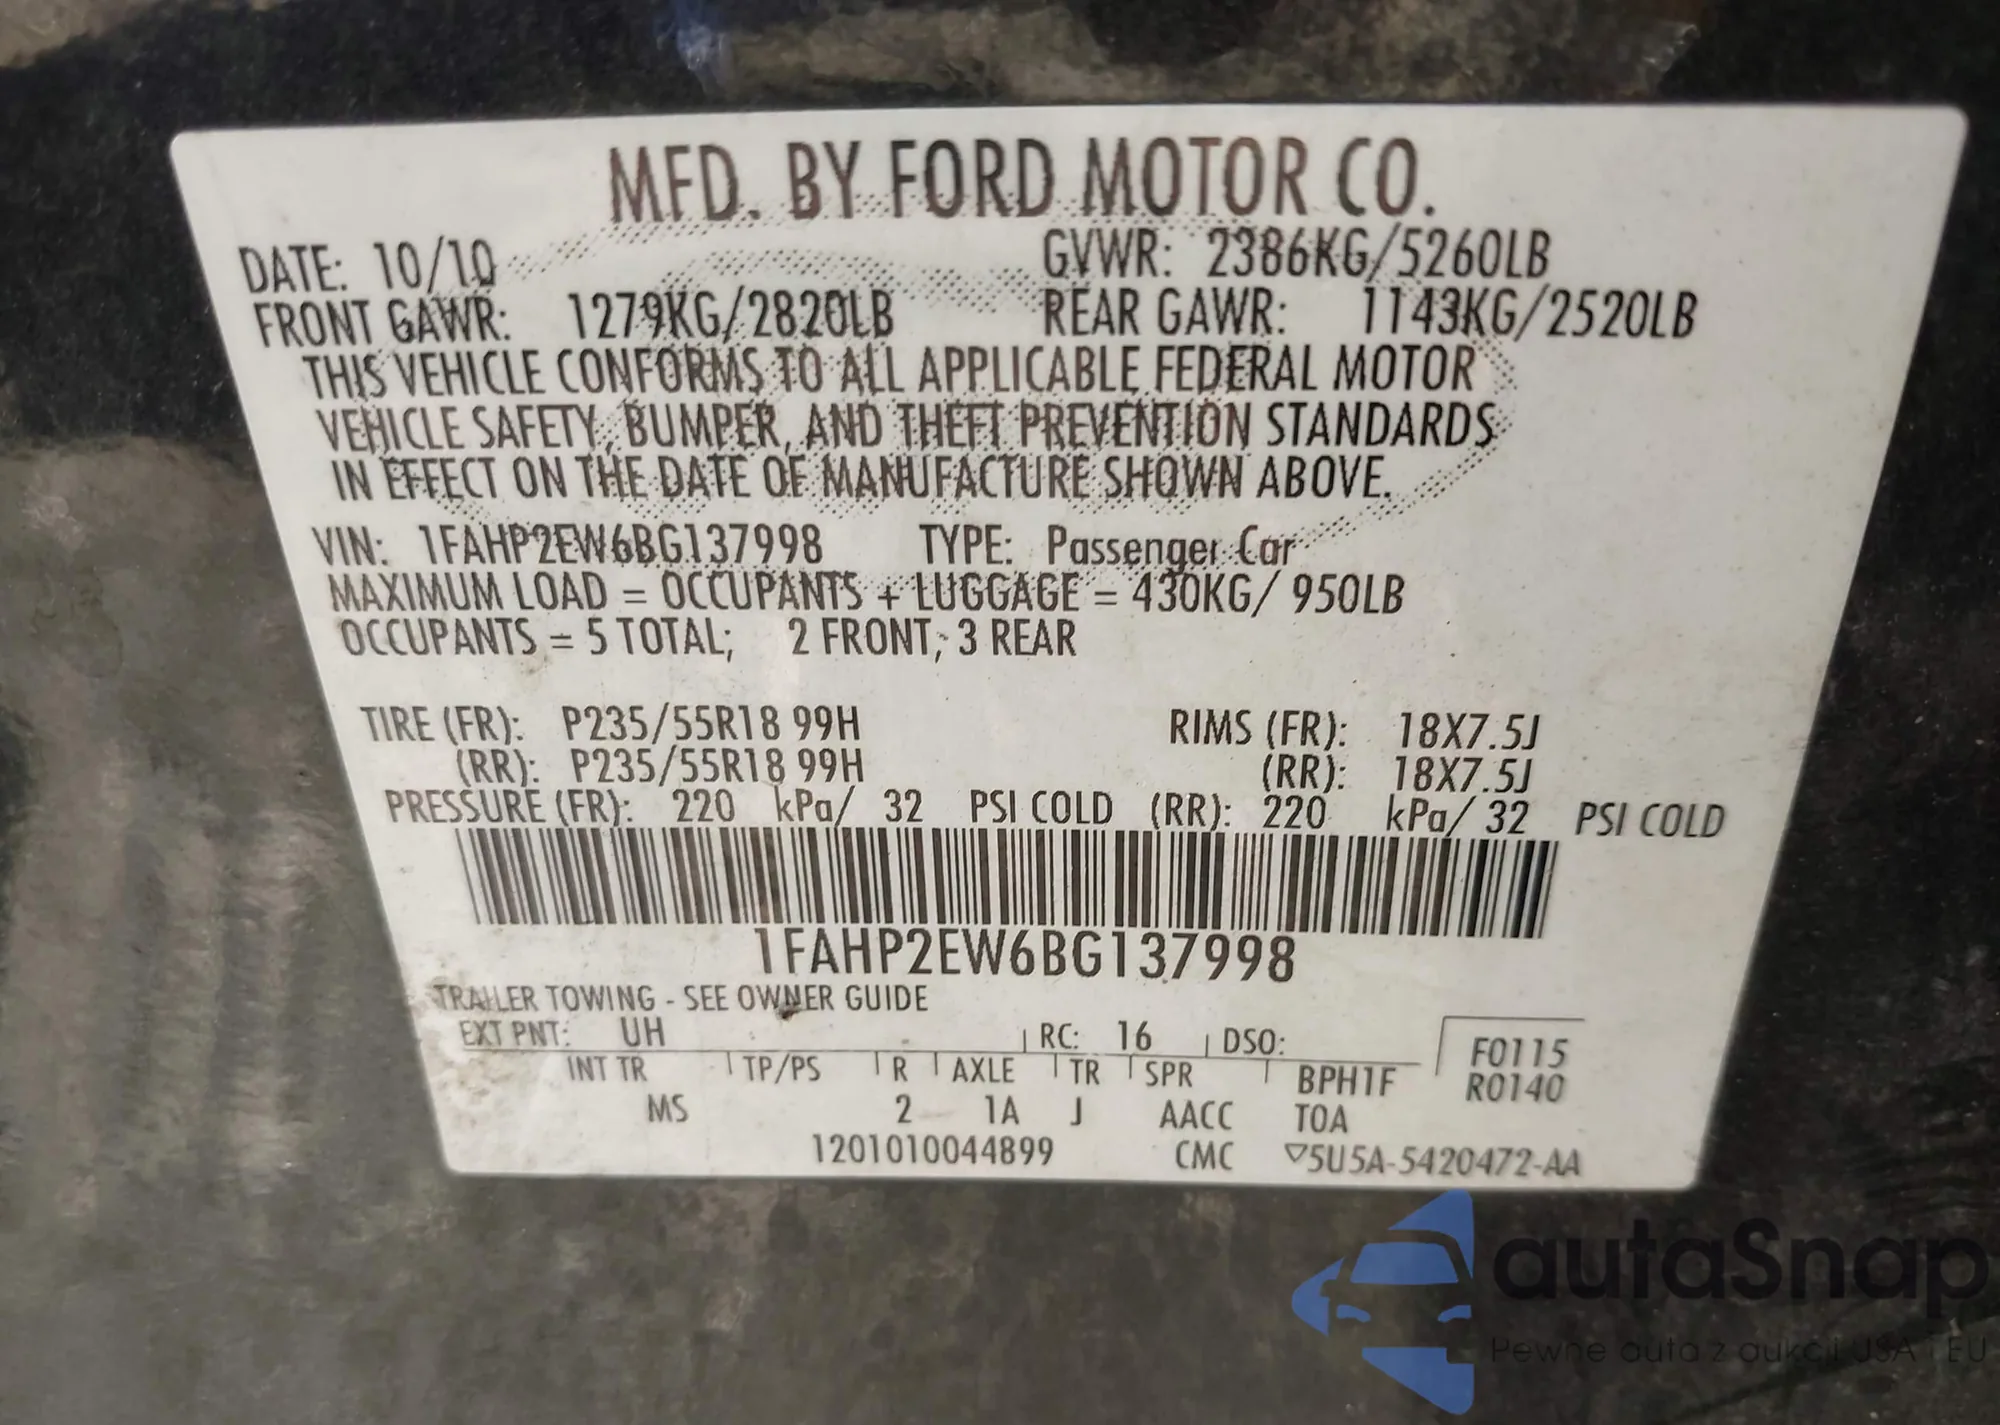 MFD. BY FORD MOTOR CO.
DATE: 10/10 GVWR: 2386KG/5260LB
FRONT GAWR: 1279KG/2820LB REAR GAWR: 1143KG/2520LB
THIS VEHICLE CONFORMS TO ALL APPLICABLE FEDERAL MOTOR
VEHICLE SAFETY, BUMPER, AND THEFT PREVENTION STANDARDS
IN EFFECT ON THE DATE OF MANUFACTURE SHOWN ABOVE.
VIN: 1FAHP2EW6BG137998 TYPE: Passenger Car
MAXIMUM LOAD = OCCUPANTS + LUGGAGE = 430KG/ 950LB
OCCUPANTS = 5 TOTAL; 2 FRONT; 3 REAR
TIRE (FR): P235/55R18 99H RIMS (FR): 18X7.5J
(RR): P235/55R18 99H (RR): 18X7.5J
PRESSURE (FR): 220 kPa/ 32 PSI COLD (RR): 220 kPa/ 32 PSI COLD
1FAHP2EW6BG137998
TRAILER TOWING - SEE OWNER GUIDE
EXT PNT: UH RC: 16 DSO: F0115
INT TR TP/PS R AXLE TR SPR BPH1F R0140
MS 2 1A J AACC TOA
1201010044899 CMC ▽5U5A-5420472-AA
autaSnap
Pewne auta z aukcji USA i EU